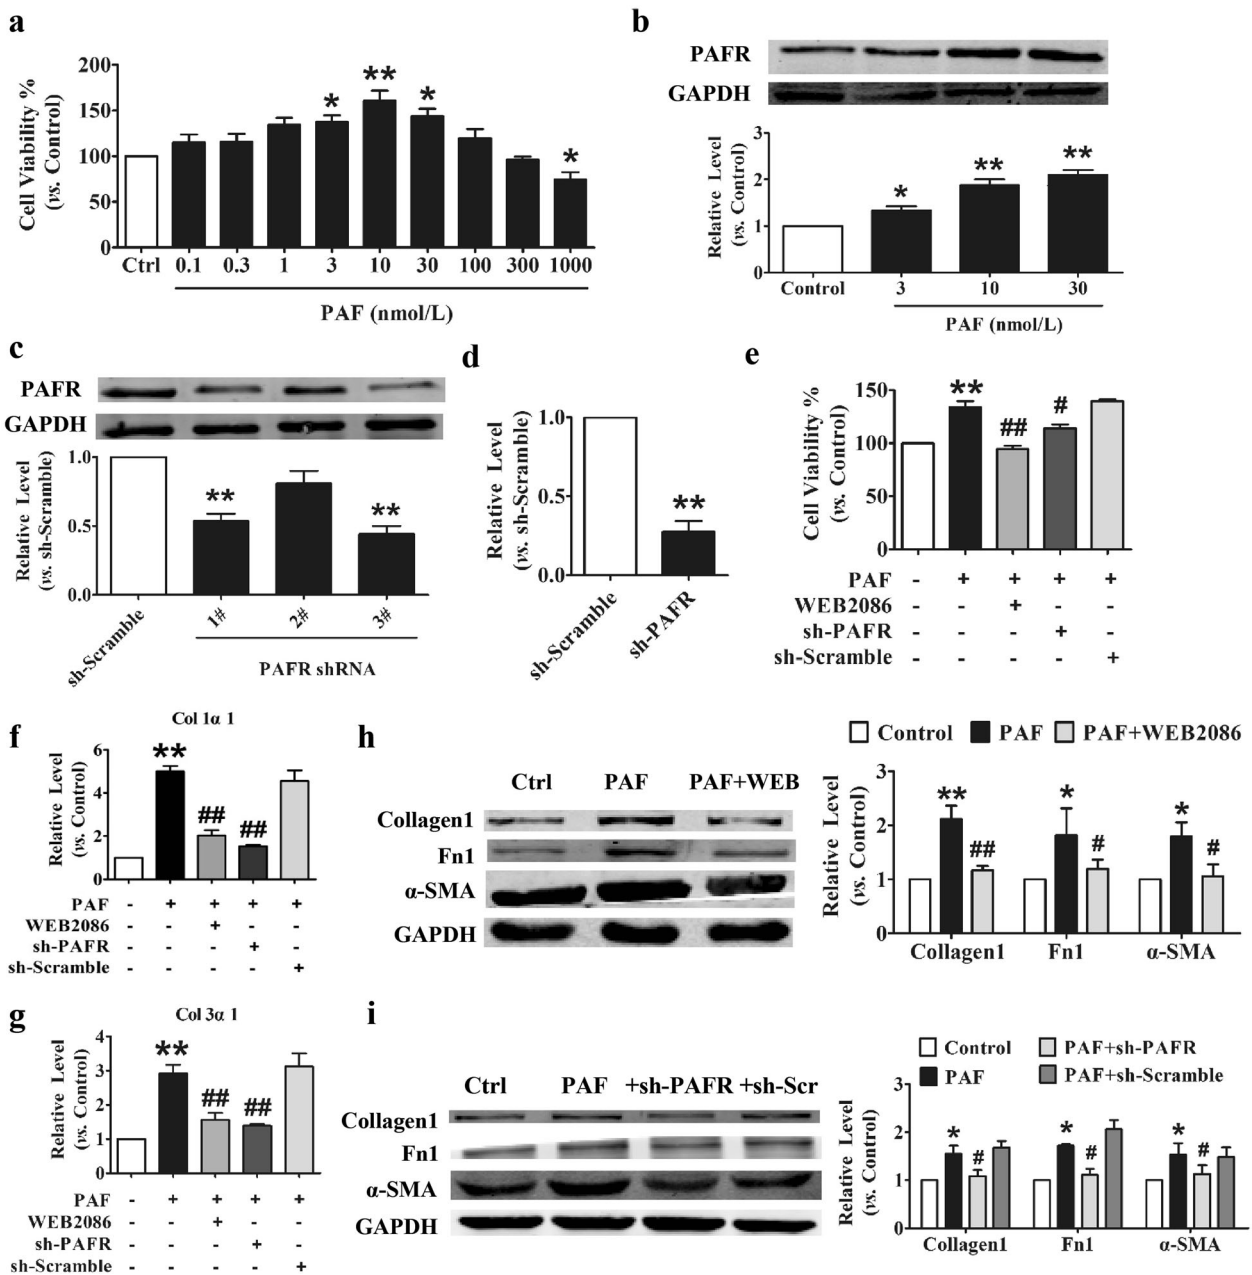 a
Cell Viability %
(vs. Control)
200
150
100
50
0
*
**
*
*
Ctrl 0.1 0.3 1 3 10 30 100 300 1000
PAF (nmol/L)
b
PAFR
GAPDH
Relative Level
(vs. Control)
3
2
1
0
*
**
**
Control 3 10 30
PAF (nmol/L)
c
PAFR
GAPDH
Relative Level
(vs. sh-Scramble)
1.0
0.5
0.0
**
**
sh-Scramble 1# 2# 3#
PAFR shRNA
d
Relative Level
(vs. sh-Scramble)
1.0
0.5
0.0
**
sh-Scramble sh-PAFR
e
Cell Viability %
(vs. Control)
150
100
50
0
**
##
#
PAF - + + + +
WEB2086 - - + - -
sh-PAFR - - - + -
sh-Scramble - - - - +
f
Col 1α 1
Relative Level
(vs. Control)
6
4
2
0
**
##
##
PAF - + + + +
WEB2086 - - + - -
sh-PAFR - - - + -
sh-Scramble - - - - +
g
Col 3α 1
Relative Level
(vs. Control)
4
3
2
1
0
**
##
##
PAF - + + + +
WEB2086 - - + - -
sh-PAFR - - - + -
sh-Scramble - - - - +
h
Ctrl PAF PAF+WEB
Collagen1
Fn1
α-SMA
GAPDH
Control PAF PAF+WEB2086
Relative Level
(vs. Control)
3
2
1
0
**
##
*
#
*
#
Collagen1 Fn1 α-SMA
i
Ctrl PAF +sh-PAFR +sh-Scr
Collagen1
Fn1
α-SMA
GAPDH
Control PAF+sh-PAFR
PAF PAF+sh-Scramble
Relative Level
(vs. Control)
3
2
1
0
*
#
*
#
*
#
Collagen1 Fn1 α-SMA